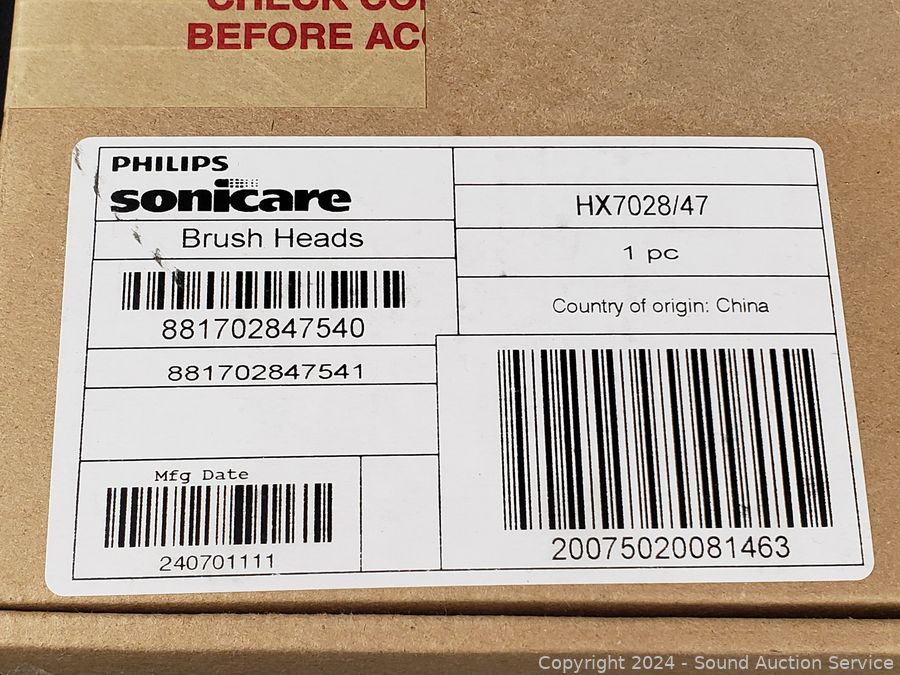 CHECK
BEFORE
PHILIPS
sonicare
Brush Heads
881702847540
881702847541
Mfg Date
240701111
HX7028/47
1 pc
Country of origin: China
20075020081463
Copyright 2024 - Sound Auction Service